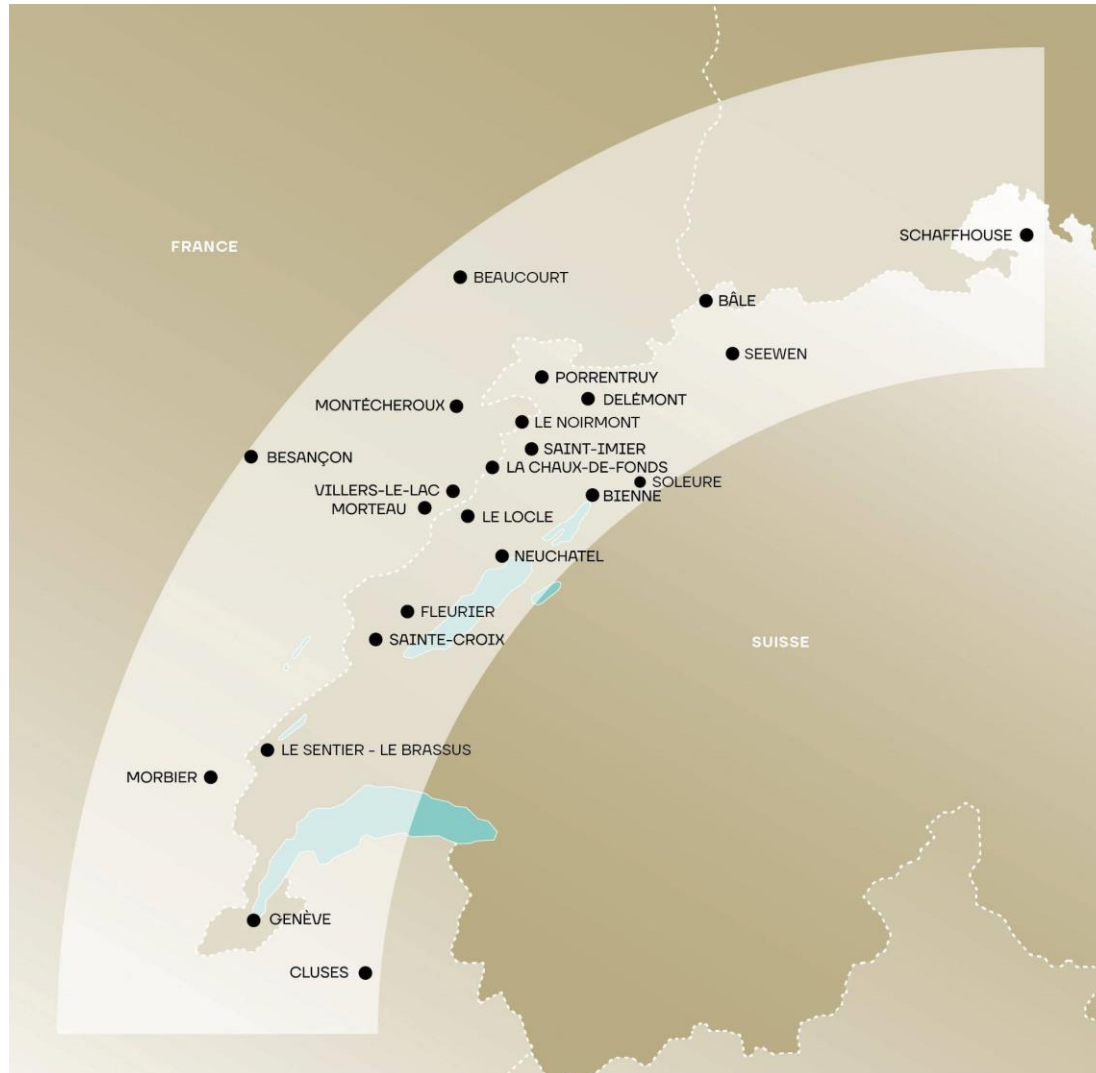 SCHAFFHOUSE
FRANCE
BEAUCOURT
BÂLE
SEEWEN
PORRENTRUY
DELÉMONT
MONTÉCHEROUX
LE NOIRMONT
SAINT-IMIER
BESANÇON
LA CHAUX-DE-FONDS
SOLEURE
VILLERS-LE-LAC
BIENNE
MORTEAU
LE LOCLE
NEUCHATEL
FLEURIER
SAINTE-CROIX
SUISSE
LE SENTIER - LE BRASSUS
MORBIER
GENÈVE
CLUSES